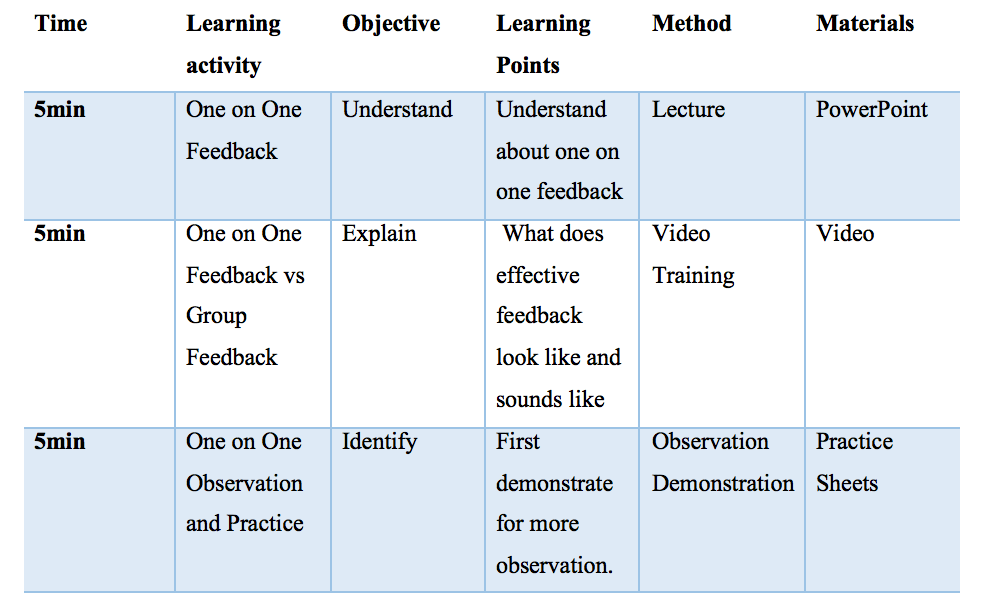 Time
Learning
activity
Objective
Learning
Points
Method
Materials
5min
One on One
Feedback
Understand
Understand
about one on
one feedback
Lecture
PowerPoint
5min
One on One
Feedback vs
Group
Feedback
Explain
What does
effective
feedback
look like and
sounds like
Video
Training
Video
5min
One on One
Observation
and Practice
Identify
First
demonstrate
for more
observation.
Observation
Demonstration
Practice
Sheets